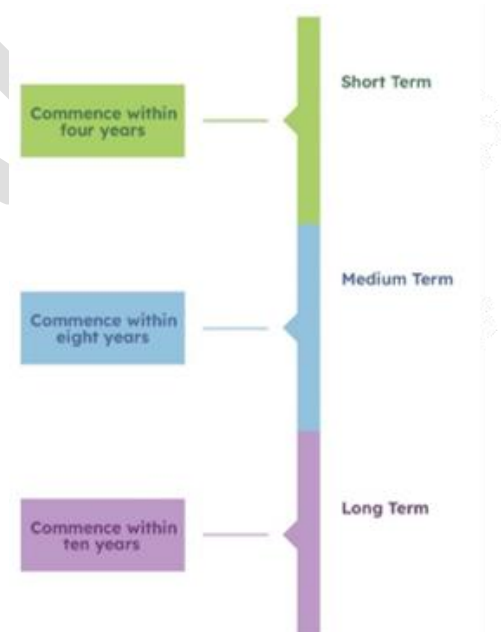 Short Term
Commence within
four years
Medium Term
Commence within
eight years
Long Term
Commence within
ten years